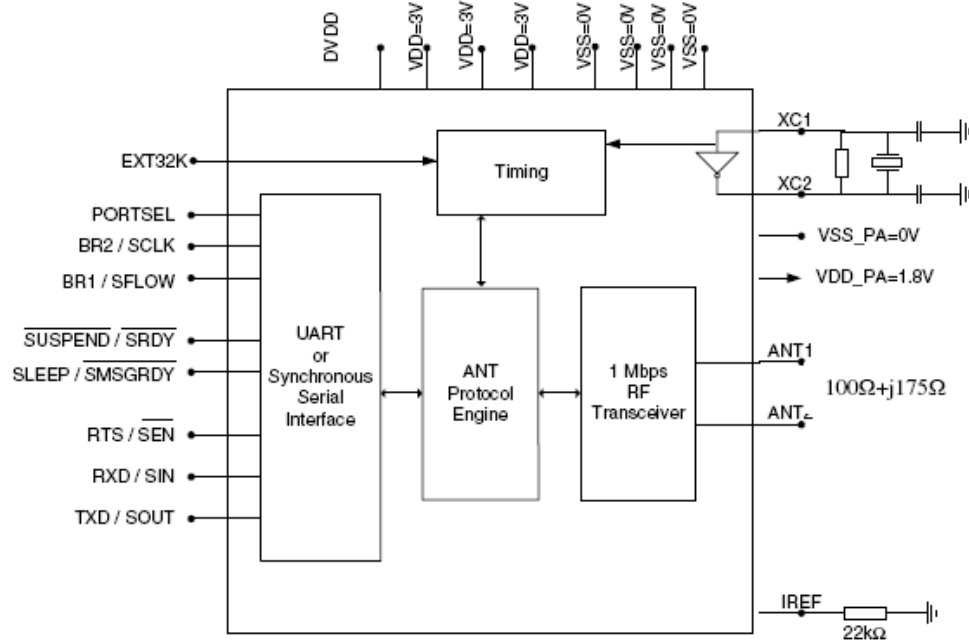 DVDD
VDD=3V
VDD=3V
VDD=3V
VSS=0V
VSS=0V
VSS=0V
VSS=0V
XC1
EXT32K
Timing
XC2
PORTSEL
BR2 / SCLK
VSS_PA=0V
BR1 / SFLOW
VDD_PA=1.8V
SUSPEND / SRDY
SLEEP / SMSGRDY
UART
or
Synchronous
Serial
Interface
ANT
Protocol
Engine
1 Mbps
RF
Transceiver
ANT1
100Ω+j175Ω
RTS / SEN
RXD / SIN
TXD / SOUT
IREF
22kΩ